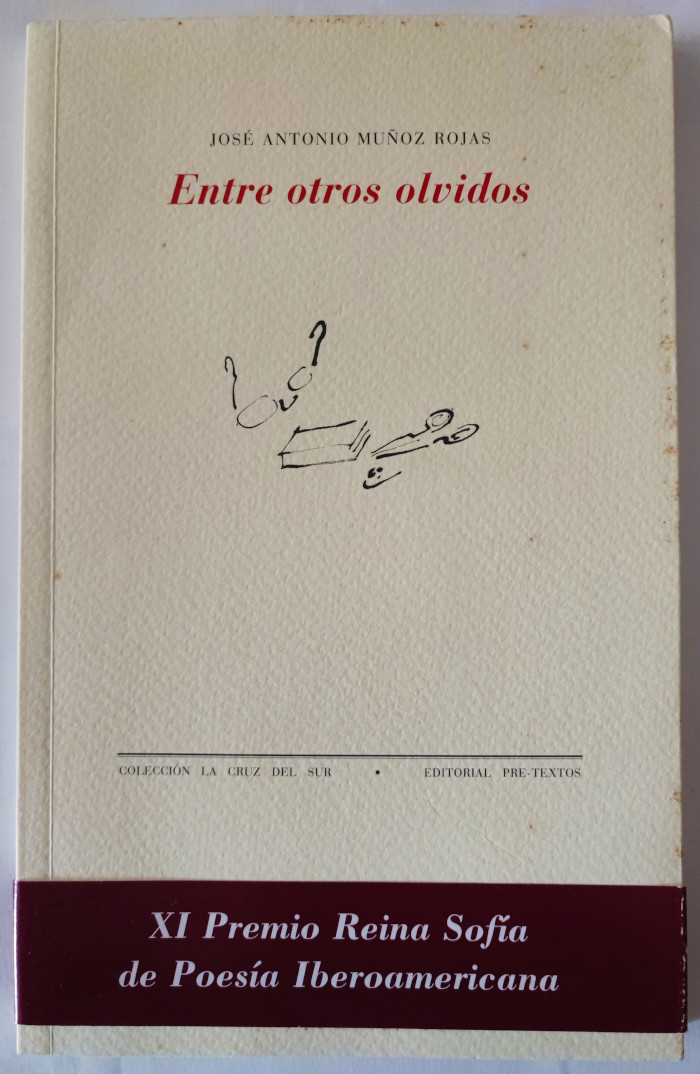 JOSÉ ANTONIO MUÑOZ ROJAS
Entre otros olvidos
COLECCIÓN LA CRUZ DEL SUR • EDITORIAL PRE-TEXTOS
XI Premio Reina Sofía
de Poesía Iberoamericana